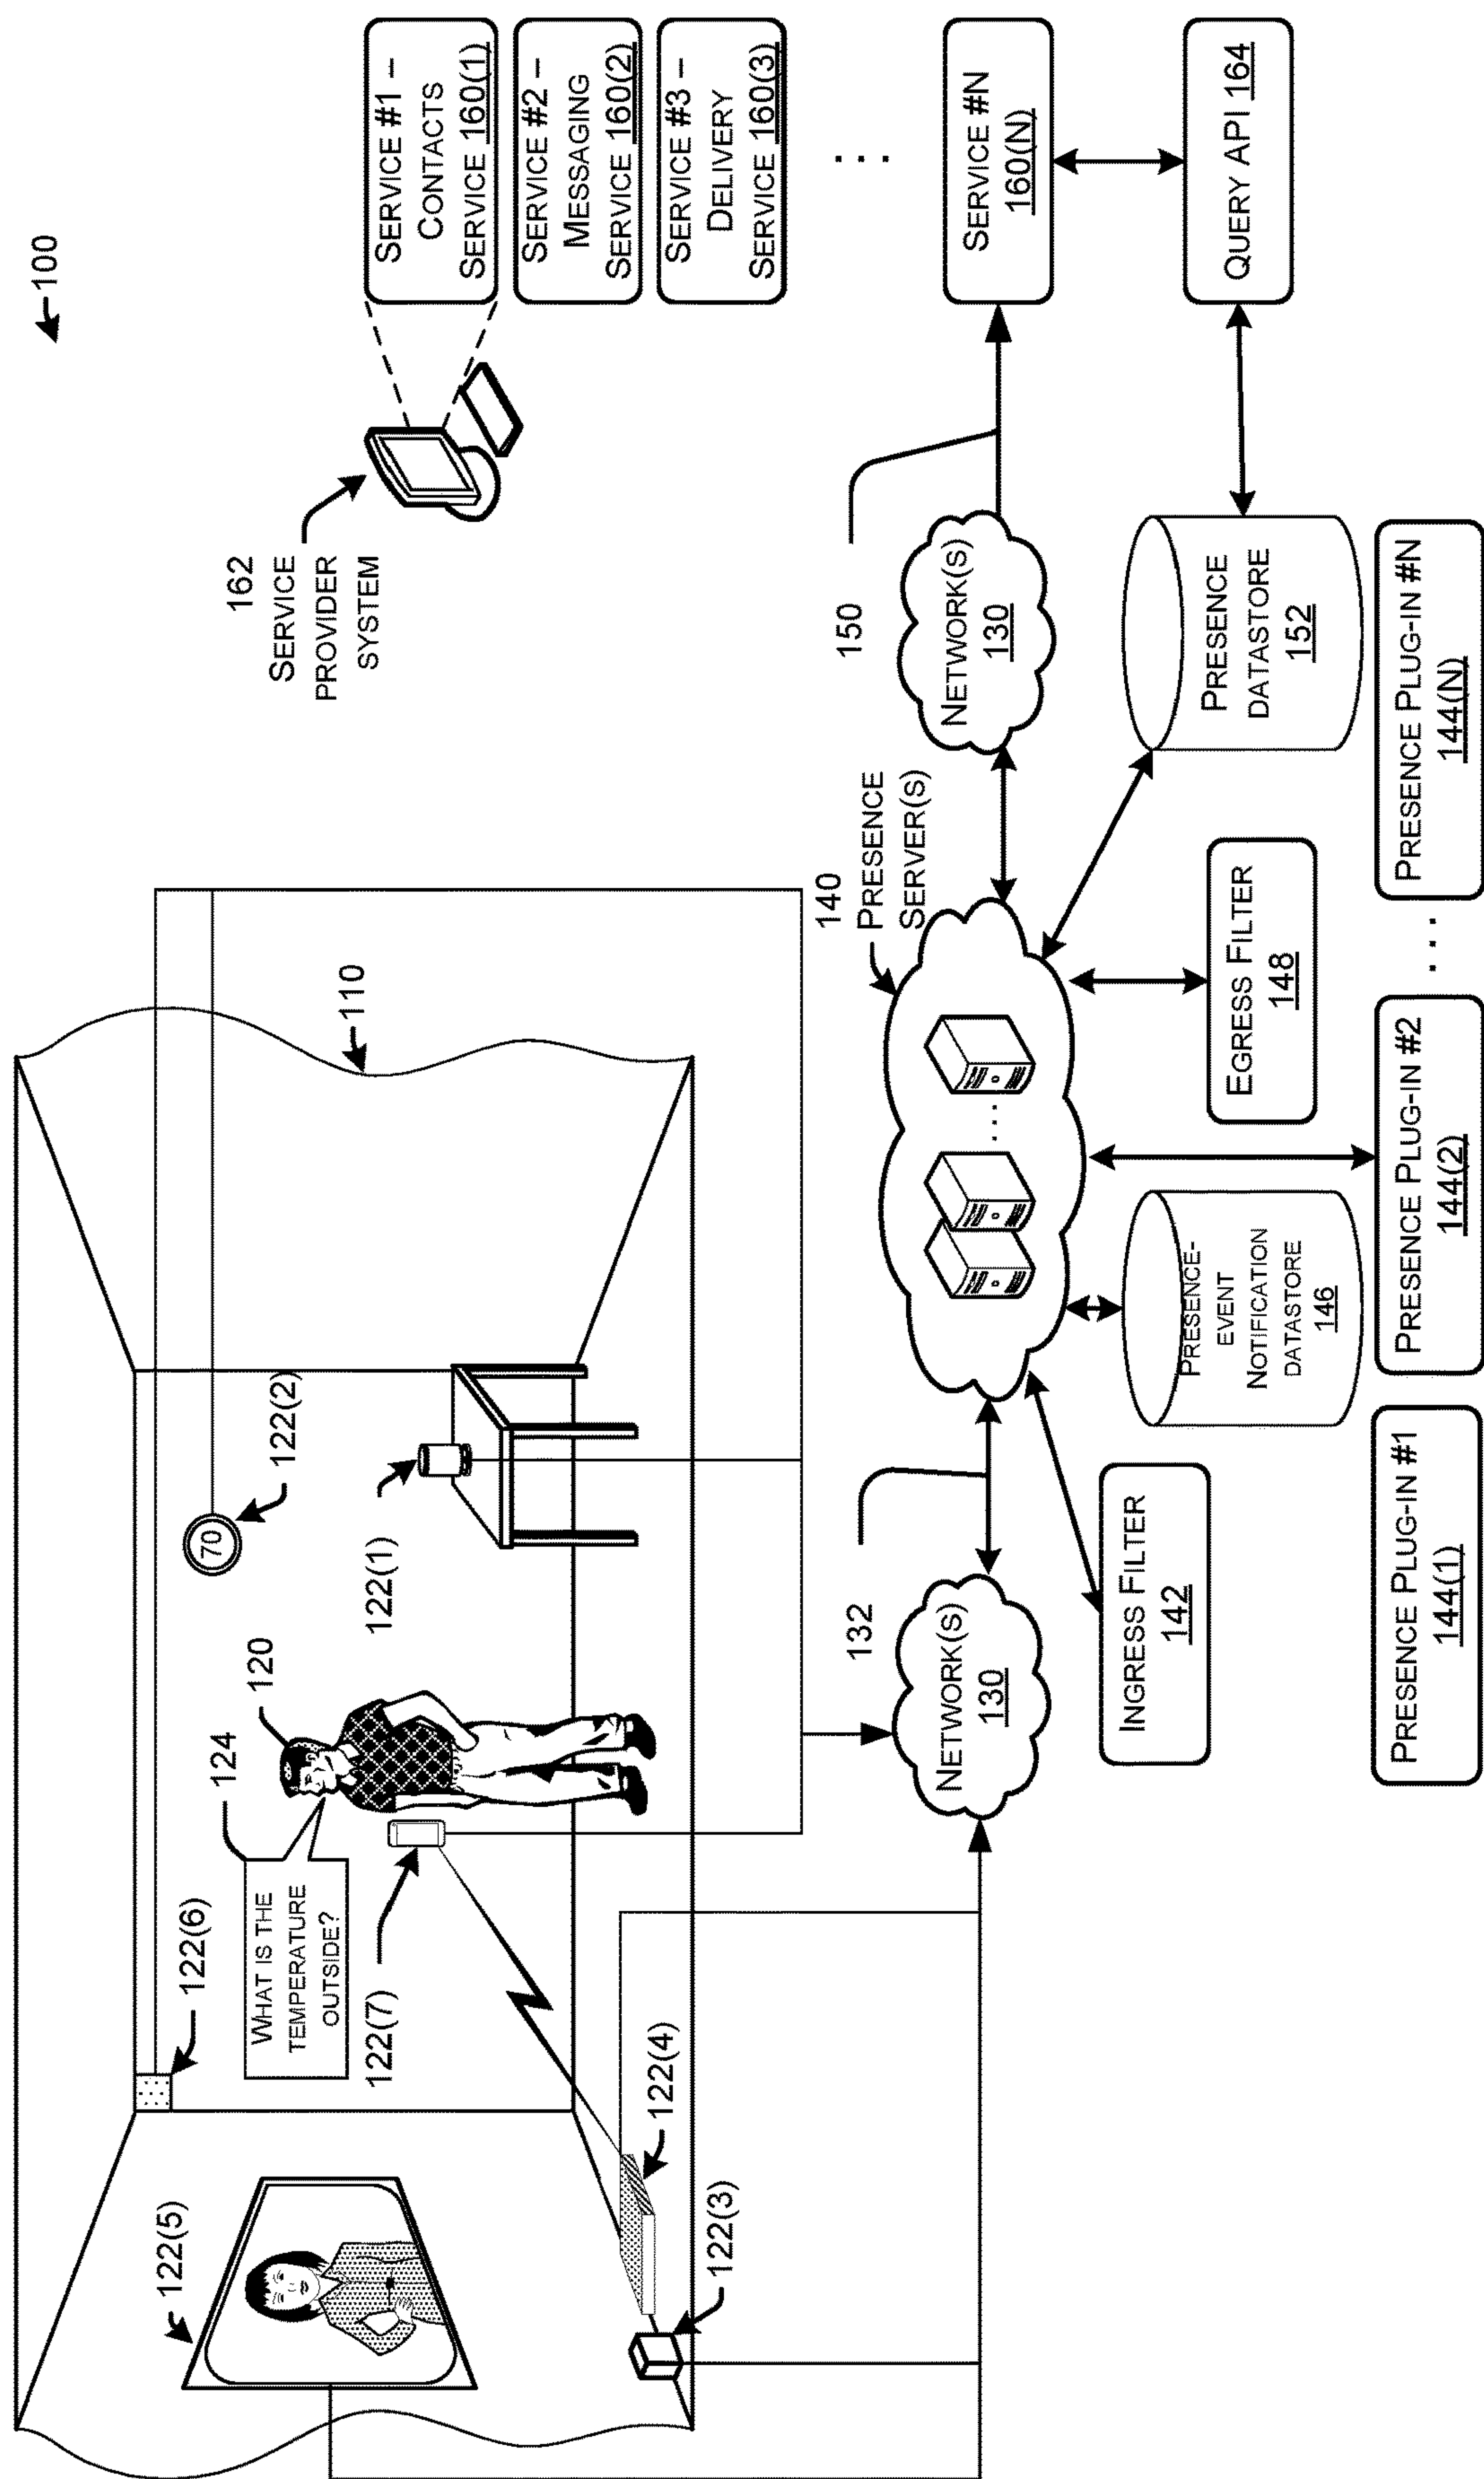 100
110
122(5)
122(6)
124
WHAT IS THE
TEMPERATURE
OUTSIDE?
120
70
122(2)
122(1)
122(7)
122(4)
122(3)
162
SERVICE
PROVIDER
SYSTEM
SERVICE #1 –
CONTACTS
SERVICE 160(1)
SERVICE #2 –
MESSAGING
SERVICE 160(2)
SERVICE #3 –
DELIVERY
SERVICE 160(3)
...
SERVICE #N
160(N)
QUERY API 164
132
NETWORK(S)
130
140
PRESENCE
SERVER(S)
...
150
NETWORK(S)
130
INGRESS FILTER
142
PRESENCE-
EVENT
NOTIFICATION
DATASTORE
146
EGRESS FILTER
148
PRESENCE
DATASTORE
152
PRESENCE PLUG-IN #1
144(1)
PRESENCE PLUG-IN #2
144(2)
...
PRESENCE PLUG-IN #N
144(N)